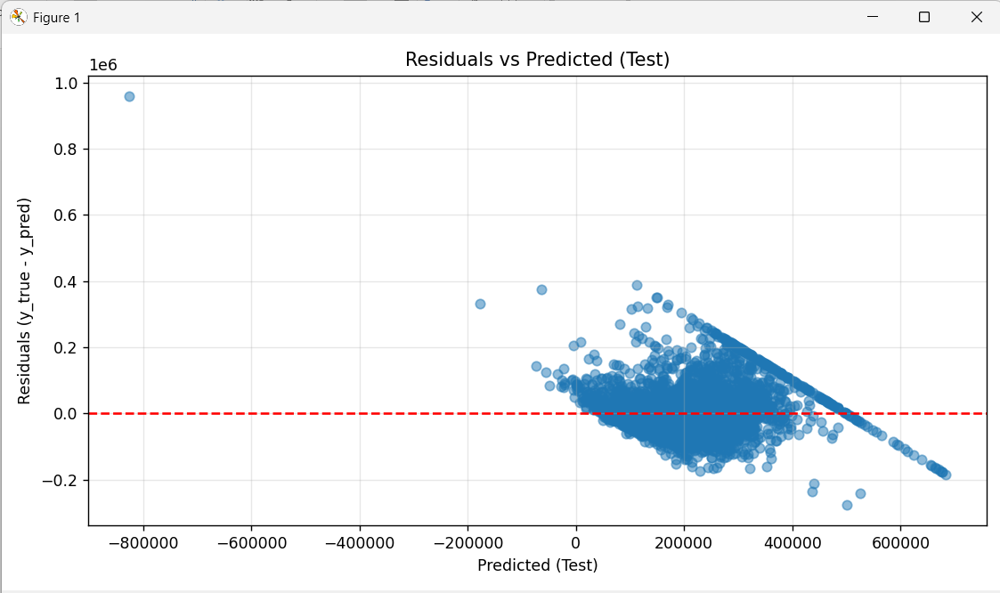 Figure 1
Residuals vs Predicted (Test)
1e6
1.0
0.8
0.6
0.4
0.2
0.0
−0.2
Residuals (y_true - y_pred)
−800000 −600000 −400000 −200000 0 200000 400000 600000
Predicted (Test)